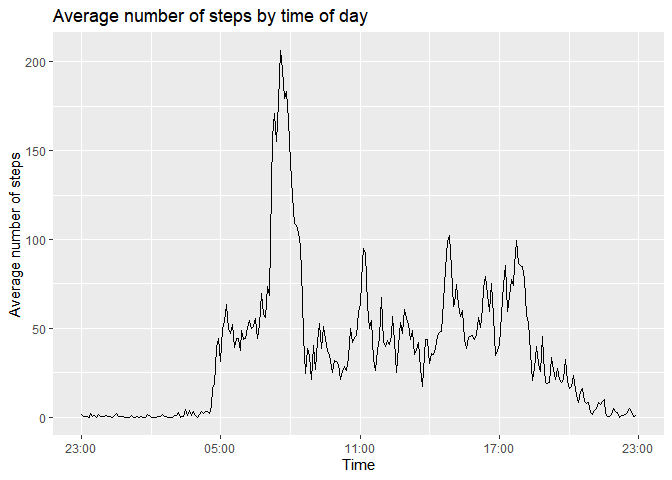 Average number of steps by time of day
Average number of steps
200
150
100
50
0
23:00 05:00 11:00 17:00 23:00
Time